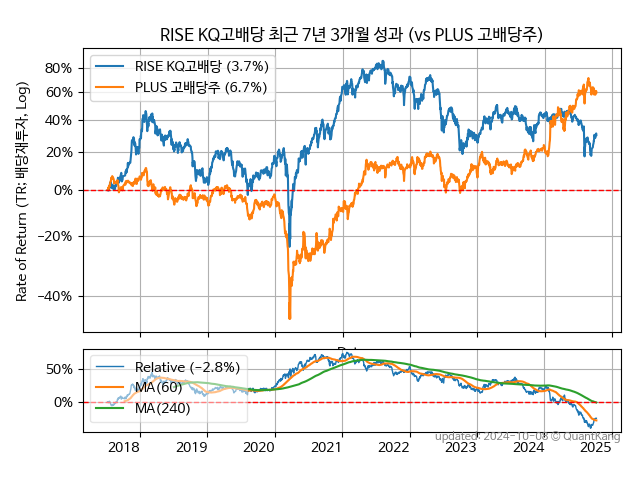 RISE KQ고배당 최근 7년 3개월 성과 (vs PLUS 고배당주)
Rate of Return (TR: 배당재투자, Log)
80%
60%
40%
20%
0%
−20%
−40%
RISE KQ고배당 (3.7%)
PLUS 고배당주 (6.7%)
50%
0%
Relative (−2.8%)
MA(60)
MA(240)
updated: 2024-10-08 © QuantKang
2018 2019 2020 2021 2022 2023 2024 2025